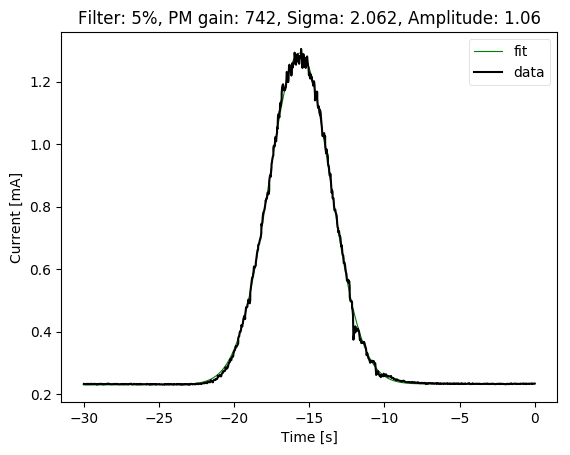 Filter: 5%, PM gain: 742, Sigma: 2.062, Amplitude: 1.06
fit
data
1.2
1.0
0.8
0.6
0.4
0.2
Current [mA]
−30
−25
−20
−15
−10
−5
0
Time [s]